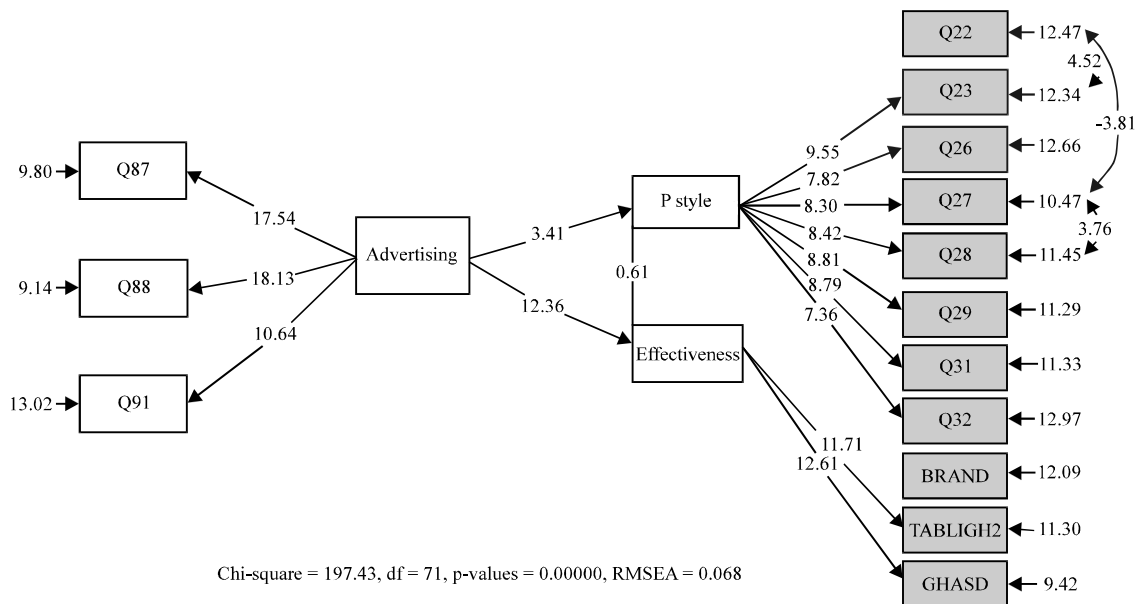 Q22
12.47
4.52
Q23
12.34
-3.81
Q26
12.66
9.55
7.82
Q87
9.80
P style
8.30
Q27
10.47
17.54
3.41
8.42
3.76
Advertising
Q28
11.45
0.61
8.81
9.14
Q88
18.13
8.79
12.36
7.36
Q29
11.29
10.64
Effectiveness
Q31
11.33
13.02
Q91
Q32
12.97
11.71
12.61
BRAND
12.09
TABLIGH2
11.30
Chi-square = 197.43, df = 71, p-values = 0.00000, RMSEA = 0.068
GHASD
9.42